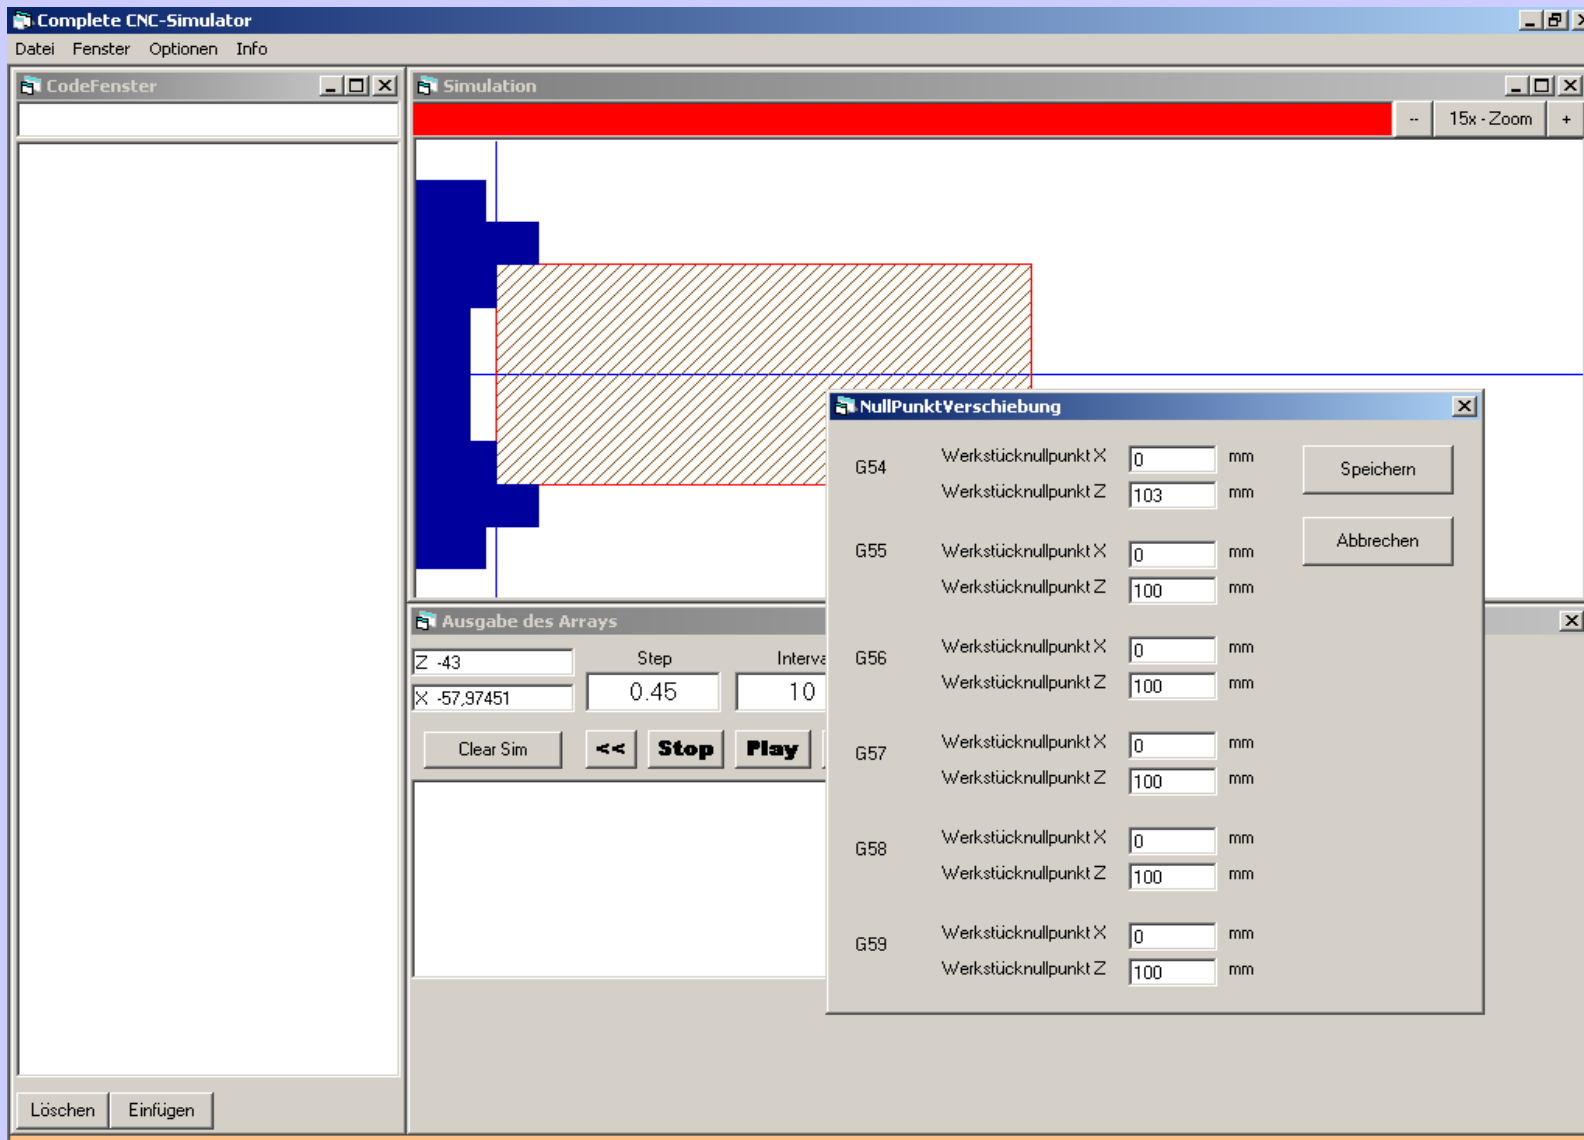 Complete CNC-Simulator
Datei Fenster Optionen Info
CodeFenster
Löschen Einfügen
Simulation
-- 15x - Zoom +
Ausgabe des Arrays
Z -43
X -57,97451
Step
0.45
10
Clear Sim << Stop Play
NullPunktVerschiebung
G54
Werkstücknullpunkt X 0 mm
Werkstücknullpunkt Z 103 mm
Speichern
Abbrechen
G55
Werkstücknullpunkt X 0 mm
Werkstücknullpunkt Z 100 mm
G56
Werkstücknullpunkt X 0 mm
Werkstücknullpunkt Z 100 mm
G57
Werkstücknullpunkt X 0 mm
Werkstücknullpunkt Z 100 mm
G58
Werkstücknullpunkt X 0 mm
Werkstücknullpunkt Z 100 mm
G59
Werkstücknullpunkt X 0 mm
Werkstücknullpunkt Z 100 mm